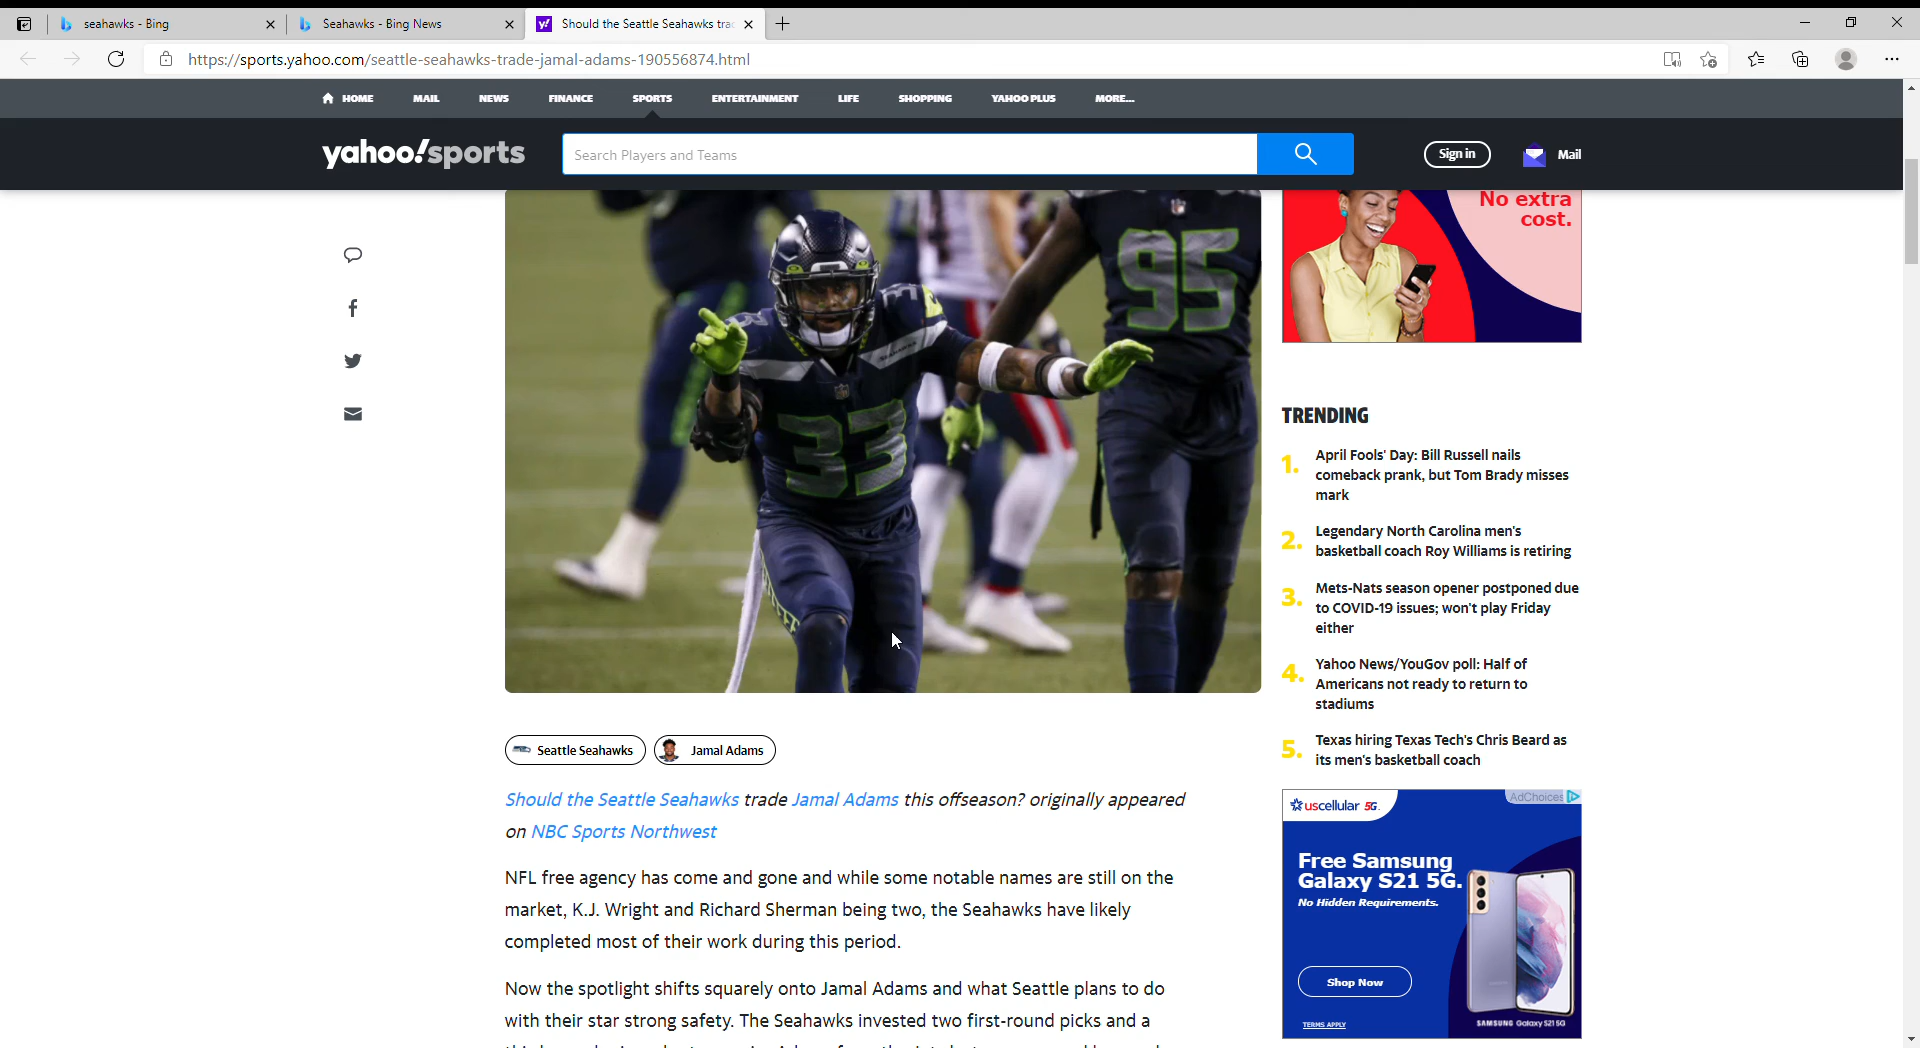 seahawks - Bing
Seahawks - Bing News
Should the Seattle Seahawks tra
https://sports.yahoo.com/seattle-seahawks-trade-jamal-adams-190556874.html
HOME MAIL NEWS FINANCE SPORTS ENTERTAINMENT LIFE SHOPPING YAHOO PLUS MORE...
yahoo!sports
Search Players and Teams
Sign in
Mail
No extra
cost.
95
33
TRENDING
1. April Fools' Day: Bill Russell nails
comeback prank, but Tom Brady misses
mark
2. Legendary North Carolina men's
basketball coach Roy Williams is retiring
3. Mets-Nats season opener postponed due
to COVID-19 issues; won't play Friday
either
4. Yahoo News/YouGov poll: Half of
Americans not ready to return to
stadiums
5. Texas hiring Texas Tech's Chris Beard as
its men's basketball coach
Seattle Seahawks
Jamal Adams
Should the Seattle Seahawks trade Jamal Adams this offseason? originally appeared
on NBC Sports Northwest
NFL free agency has come and gone and while some notable names are still on the
market, K.J. Wright and Richard Sherman being two, the Seahawks have likely
completed most of their work during this period.
Now the spotlight shifts squarely onto Jamal Adams and what Seattle plans to do
with their star strong safety. The Seahawks invested two first-round picks and a
uscellular 5G.
AdChoices
Free Samsung
Galaxy S21 5G.
No Hidden Requirements.
Shop Now
TERMS APPLY
SAMSUNG Galaxy S21 5G